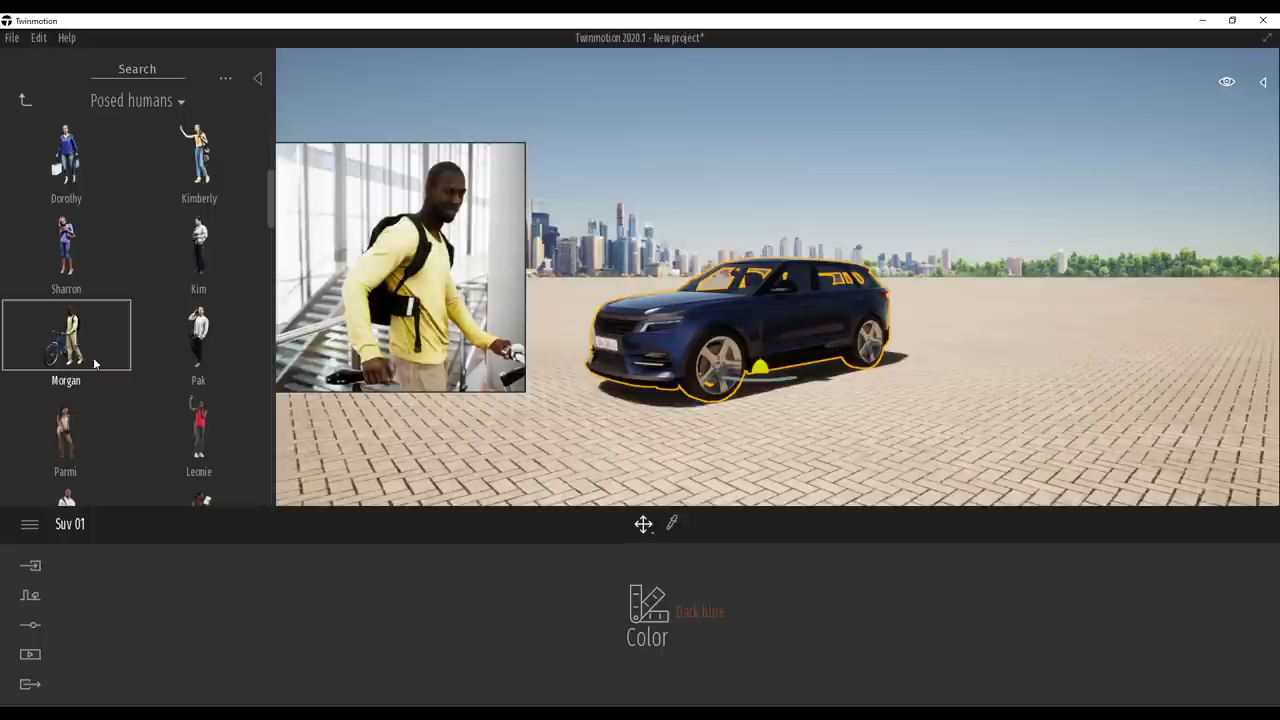 Twinmotion
File Edit Help
Twinmotion 2020.1 - New project*
Search
...
Posed humans
Dorothy
Kimberly
Sharron
Kim
Morgan
Pak
Parmi
Leonie
Suv 01
Dark blue
Color